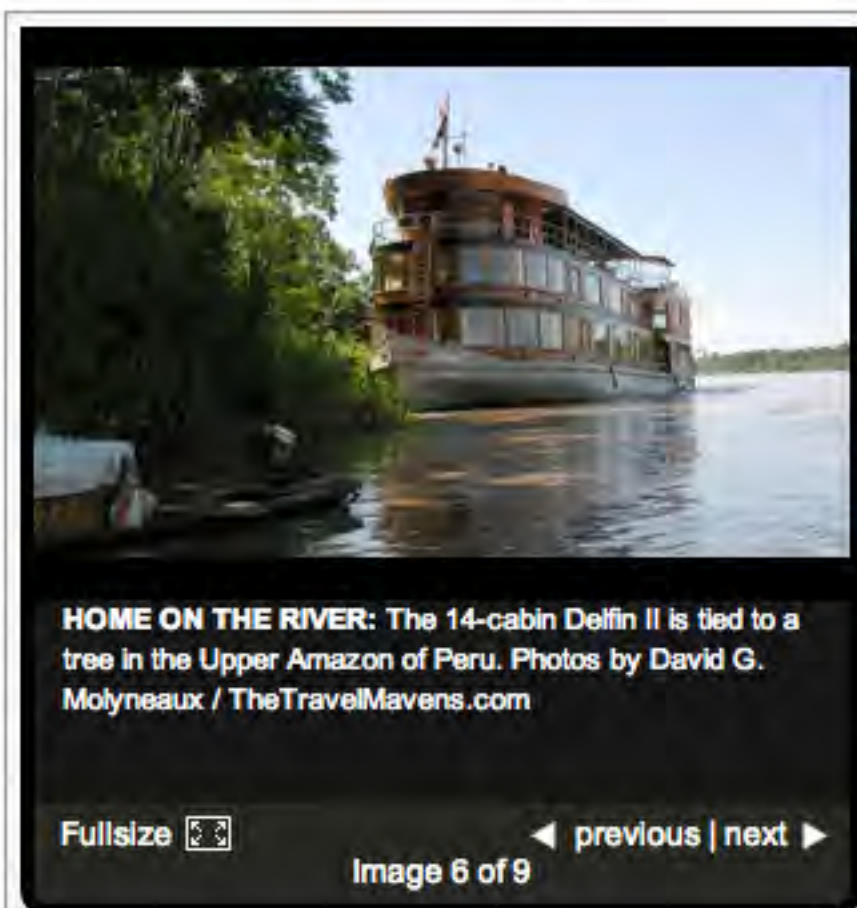 HOME ON THE RIVER: The 14-cabin Delfin II is tied to a
tree in the Upper Amazon of Peru. Photos by David G.
Molyneaux / TheTravelMavens.com
Fullsize
previous | next
Image 6 of 9